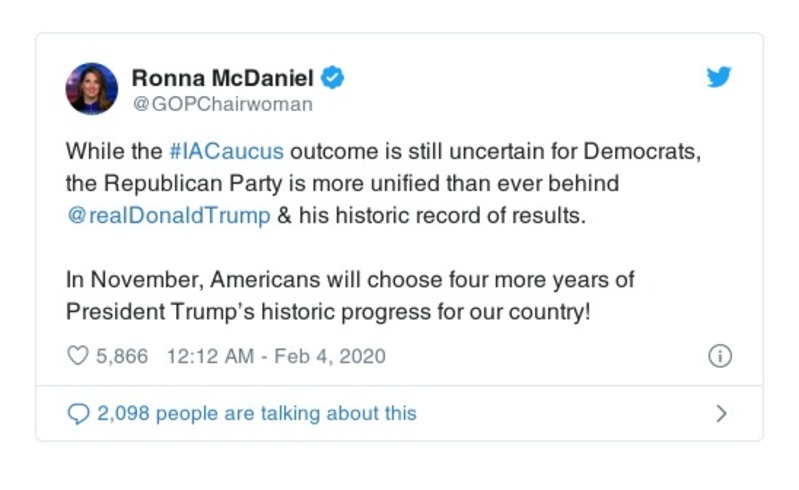 Ronna McDaniel
@GOPChairwoman
While the #IACaucus outcome is still uncertain for Democrats,
the Republican Party is more unified than ever behind
@realDonaldTrump & his historic record of results.
In November, Americans will choose four more years of
President Trump’s historic progress for our country!
5,866 12:12 AM - Feb 4, 2020
2,098 people are talking about this